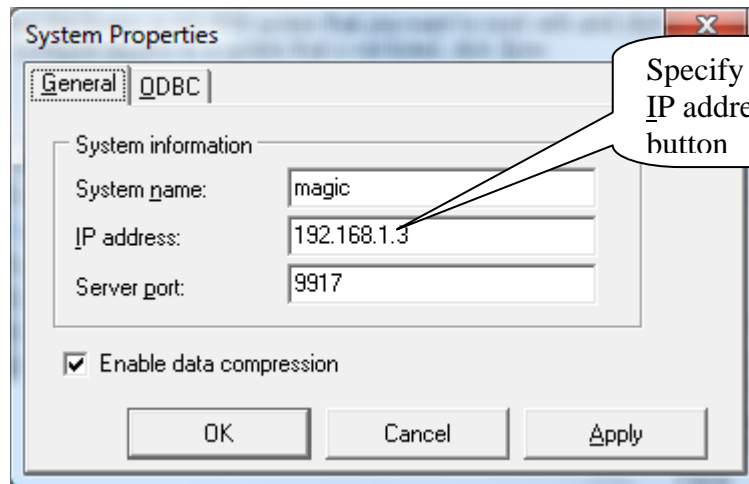 System Properties
Specify
IP
button
General
ODBC
System information
System name:
magic
IP address:
192.168.1.3
Server port:
9917
Enable data compression
OK
Cancel
Apply